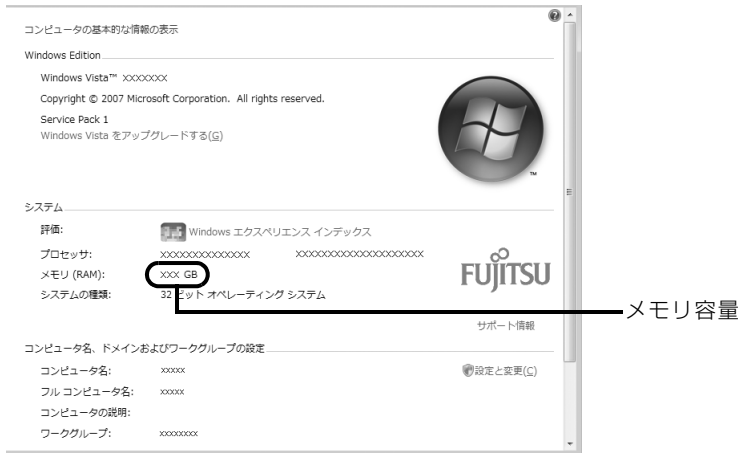 コンピュータの基本的な情報の表示
Windows Edition
Windows Vista™ XXXXXXX
Copyright © 2007 Microsoft Corporation. All rights reserved.
Service Pack 1
Windows Vista をアップグレードする(G)
システム
評価: Windows エクスペリエンス インデックス
プロセッサ: XXXXXXXXXXXXXX XXXXXXXXXXXXXXXXXXXX
メモリ (RAM): XXX GB
システムの種類: 32 ビット オペレーティング システム
FUJITSU
メモリ容量
サポート情報
コンピュータ名、ドメインおよびワークグループの設定
コンピュータ名: XXXXX 設定と変更(C)
フル コンピュータ名: XXXXX
コンピュータの説明:
ワークグループ: XXXXXXXX